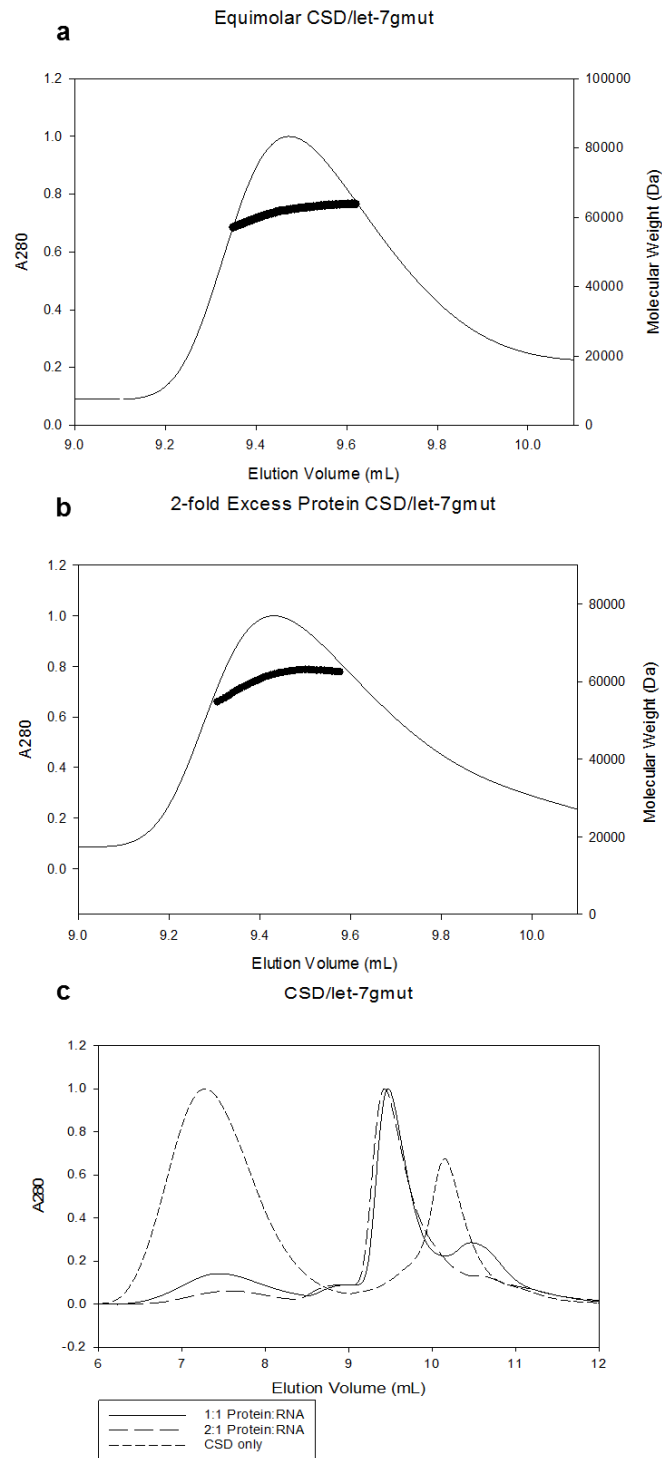 a
Equimolar CSD/let-7gmut
1.2
1.0
0.8
0.6
0.4
0.2
0.0
A280
100000
80000
60000
40000
20000
0
Molecular Weight (Da)
9.0 9.2 9.4 9.6 9.8 10.0
Elution Volume (mL)
b
2-fold Excess Protein CSD/let-7gmut
1.2
1.0
0.8
0.6
0.4
0.2
0.0
A280
80000
60000
40000
20000
0
Molecular Weight (Da)
9.0 9.2 9.4 9.6 9.8 10.0
Elution Volume (mL)
c
CSD/let-7gmut
1.2
1.0
0.8
0.6
0.4
0.2
0.0
-0.2
A280
6 7 8 9 10 11 12
Elution Volume (mL)
1:1 Protein:RNA
2:1 Protein:RNA
CSD only